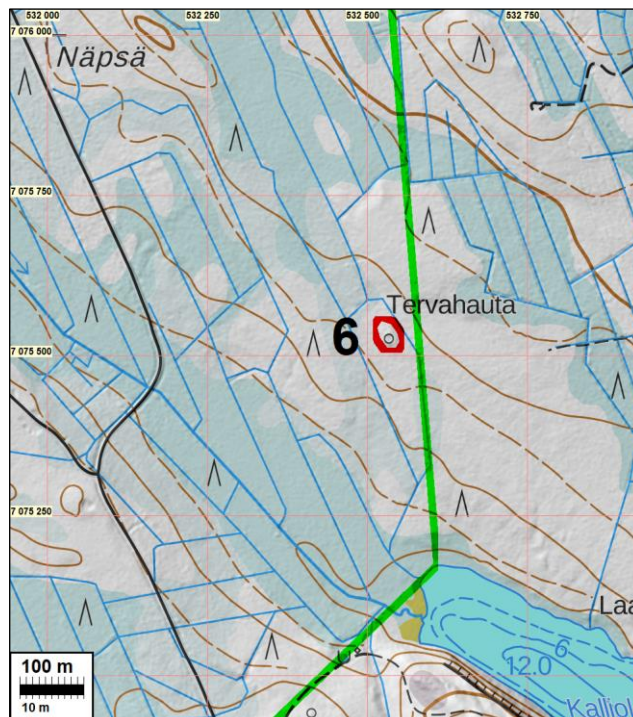 532 000
532 250
532 500
532 750
7 076 000
Näpsä
7 075 750
Tervahauta
6
7 075 500
7 075 250
Laa
100 m
10 m
12.0
6
Kalliol